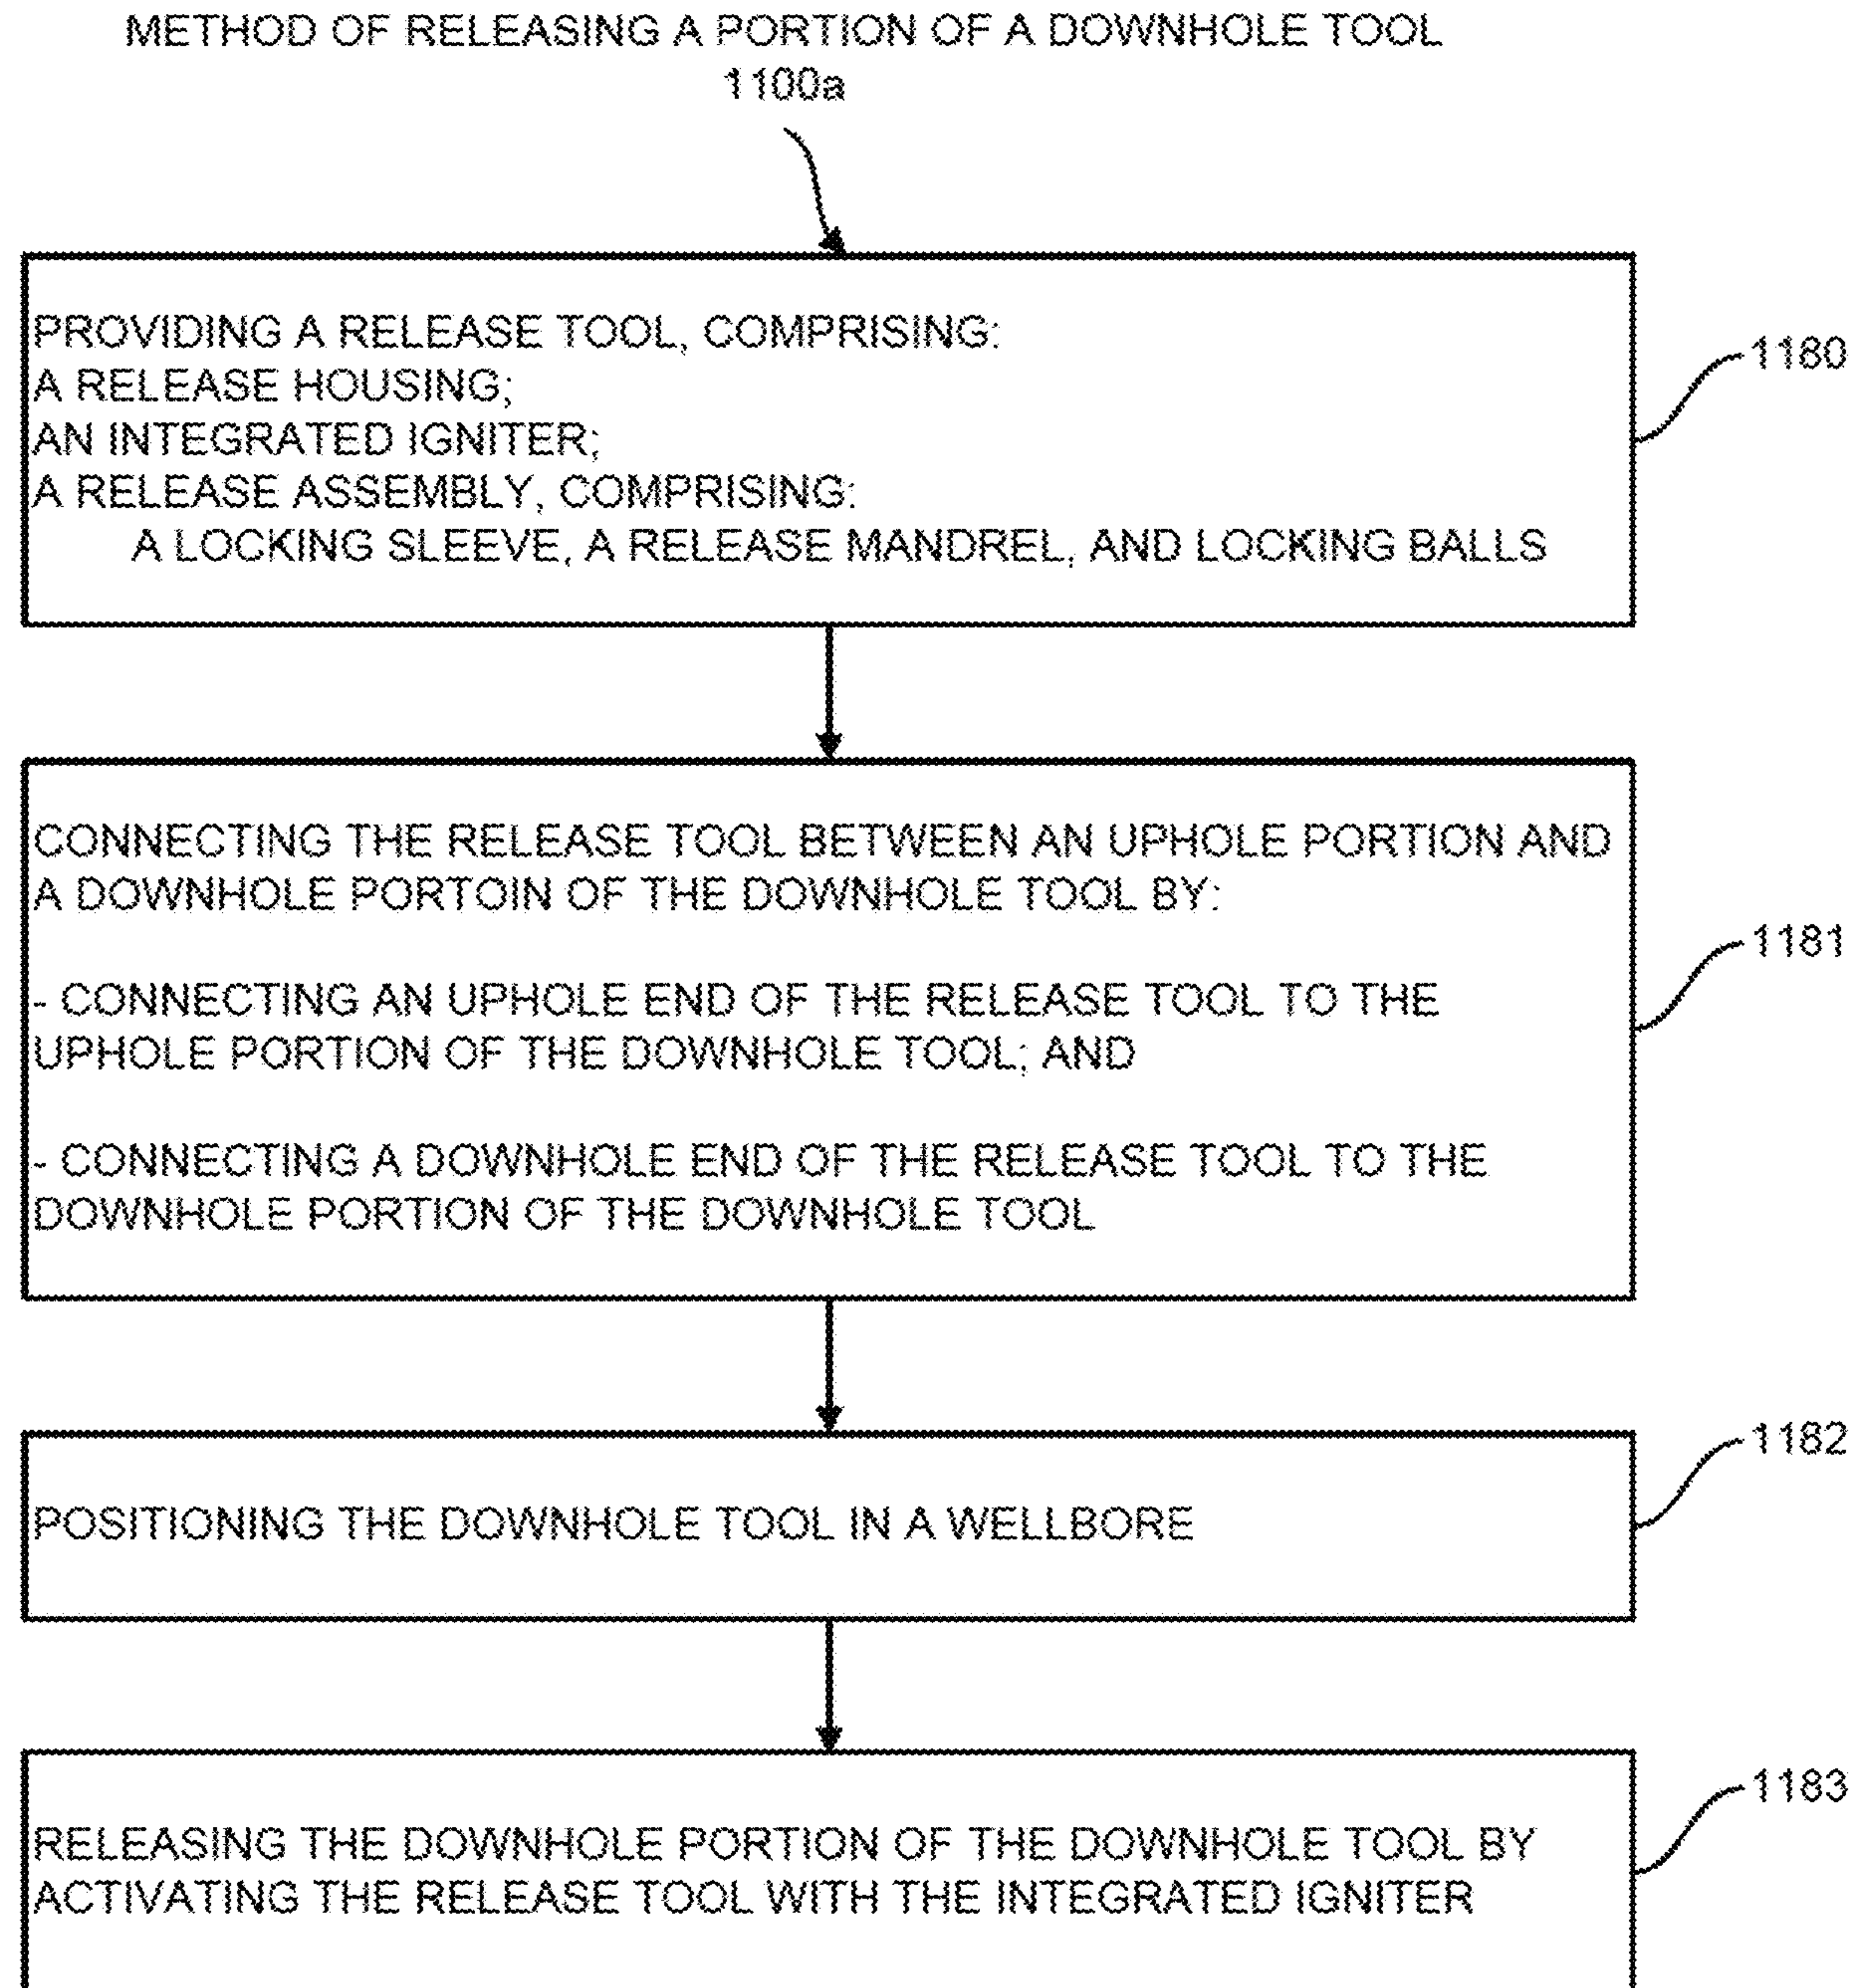 METHOD OF RELEASING A PORTION OF A DOWNHOLE TOOL
1100a
PROVIDING A RELEASE TOOL, COMPRISING:
A RELEASE HOUSING;
AN INTEGRATED IGNITER;
A RELEASE ASSEMBLY, COMPRISING:
A LOCKING SLEEVE, A RELEASE MANDREL, AND LOCKING BALLS
1180
CONNECTING THE RELEASE TOOL BETWEEN AN UPHOLE PORTION AND
A DOWNHOLE PORTOIN OF THE DOWNHOLE TOOL BY:
- CONNECTING AN UPHOLE END OF THE RELEASE TOOL TO THE
UPHOLE PORTION OF THE DOWNHOLE TOOL; AND
- CONNECTING A DOWNHOLE END OF THE RELEASE TOOL TO THE
DOWNHOLE PORTION OF THE DOWNHOLE TOOL
1181
POSITIONING THE DOWNHOLE TOOL IN A WELLBORE
1182
RELEASING THE DOWNHOLE PORTION OF THE DOWNHOLE TOOL BY
ACTIVATING THE RELEASE TOOL WITH THE INTEGRATED IGNITER
1183